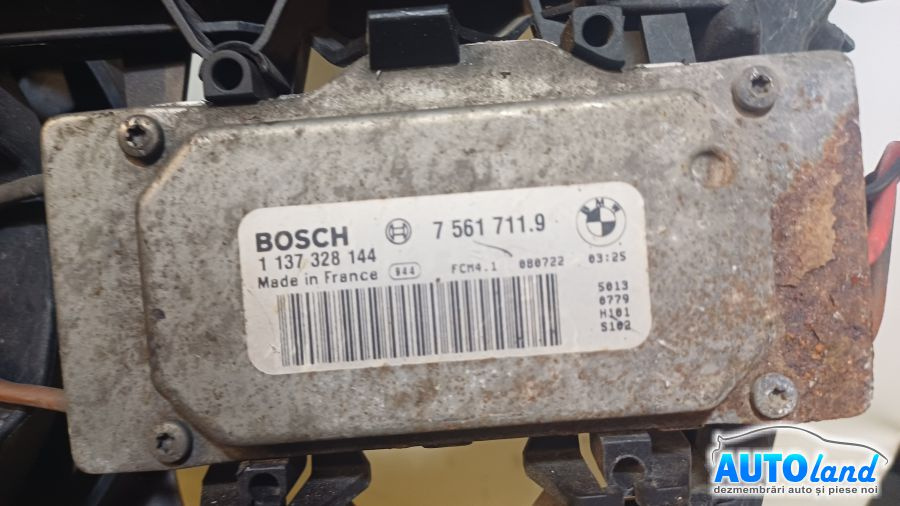 BOSCH 7 561 711.9 BMW
1 137 328 144
Made in France 944 FCM4.1 080722 03:25
5013
0779
H101
S102
AUTOland
dezmembrări auto și piese noi